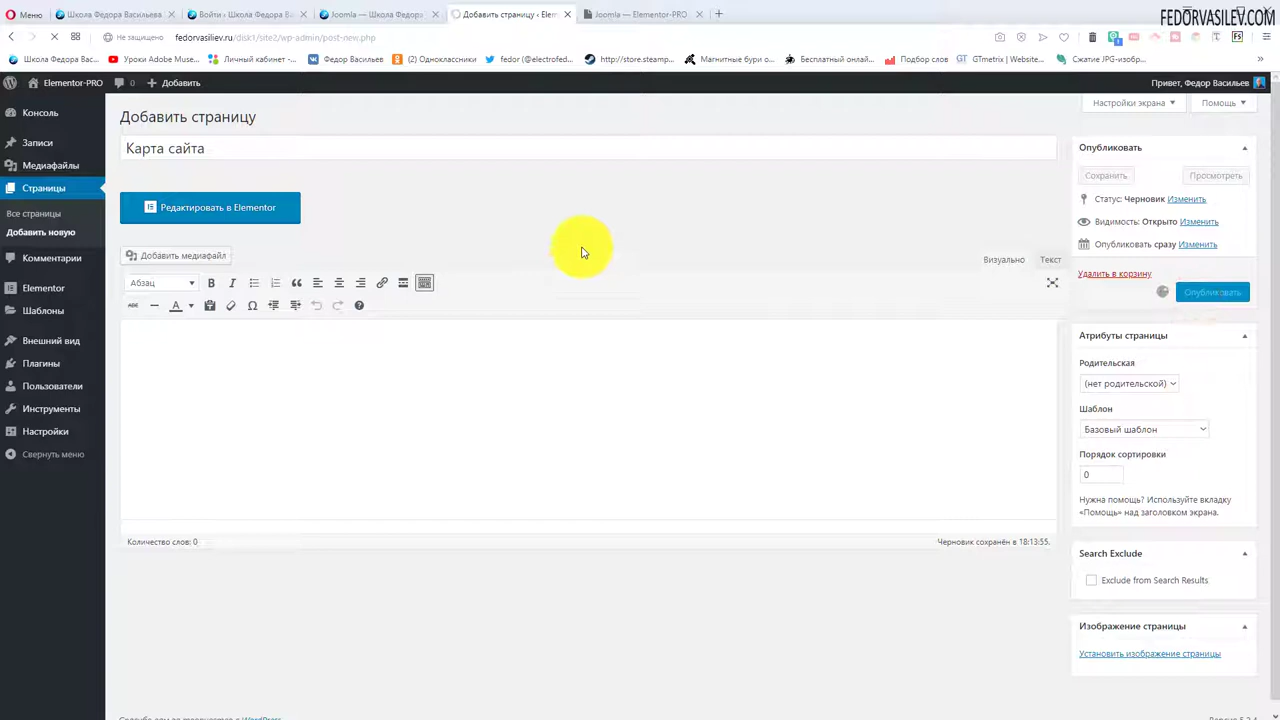 FEDORVASILEV.COM
Меню
Школа Федора Васильева
Войти ‹ Школа Федора В
Joomla — Школа Федора
Добавить страницу ‹ Elem
Joomla — Elementor-PRO
Не защищено
fedorvasiliev.ru/disk1/site2/wp-admin/post-new.php
Школа Федора Вас...
Уроки Adobe Muse...
Личный кабинет -...
Федор Васильев
(2) Одноклассники
fedor (@electrofed...
http://store.steamp...
Магнитные бури о...
Бесплатный онлай...
Подбор слов
GTmetrix | Website...
Сжатие JPG-изобр...
Elementor-PRO
0
Добавить
Привет, Федор Васильев
Настройки экрана
Помощь
Консоль
Записи
Медиафайлы
Страницы
Все страницы
Добавить новую
Комментарии
Elementor
Шаблоны
Внешний вид
Плагины
Пользователи
Инструменты
Настройки
Свернуть меню
Добавить страницу
Карта сайта
Редактировать в Elementor
Добавить медиафайл
Визуально
Текст
Абзац
Количество слов: 0
Черновик сохранён в 18:13:55.
Опубликовать
Сохранить
Просмотреть
Статус: Черновик Изменить
Видимость: Открыто Изменить
Опубликовать сразу Изменить
Удалить в корзину
Опубликовать
Атрибуты страницы
Родительская
(нет родительской)
Шаблон
Базовый шаблон
Порядок сортировки
0
Нужна помощь? Используйте вкладку
«Помощь» над заголовком экрана.
Search Exclude
Exclude from Search Results
Изображение страницы
Установить изображение страницы